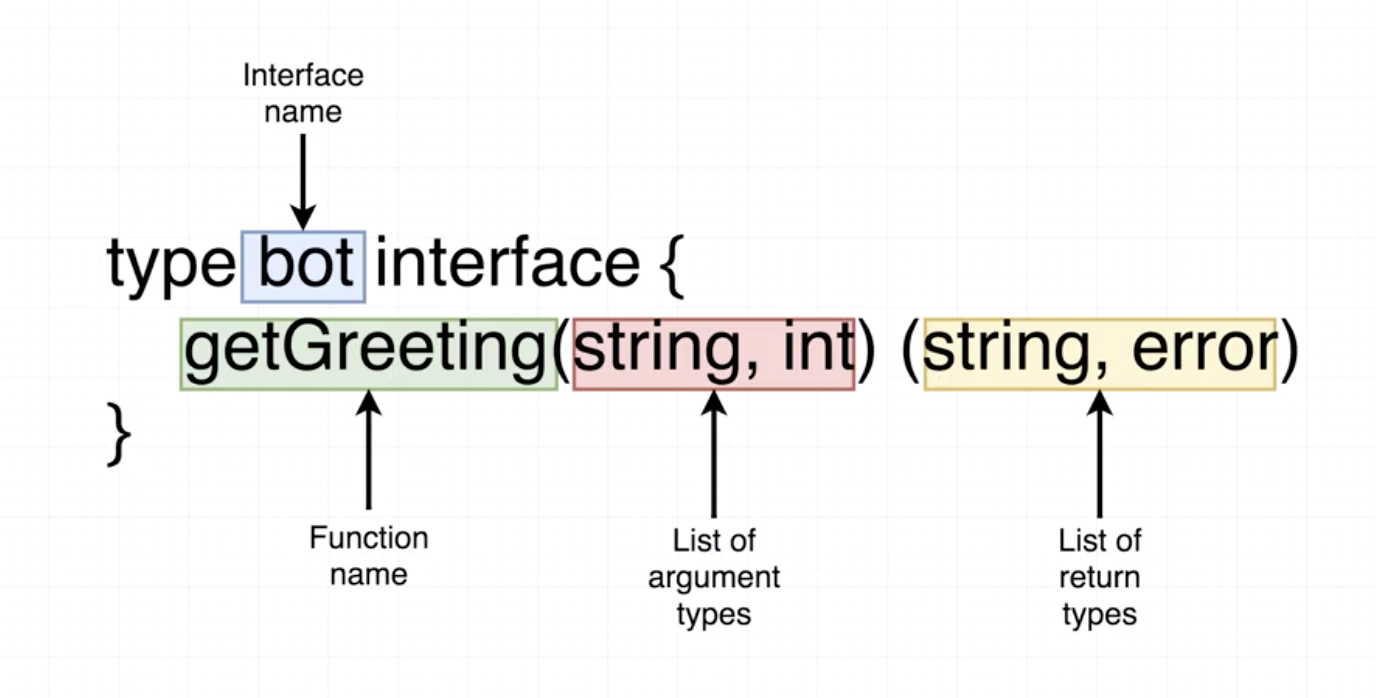 Interface
name
type bot interface {
getGreeting(string, int) (string, error)
}
Function
name
List of
argument
types
List of
return
types